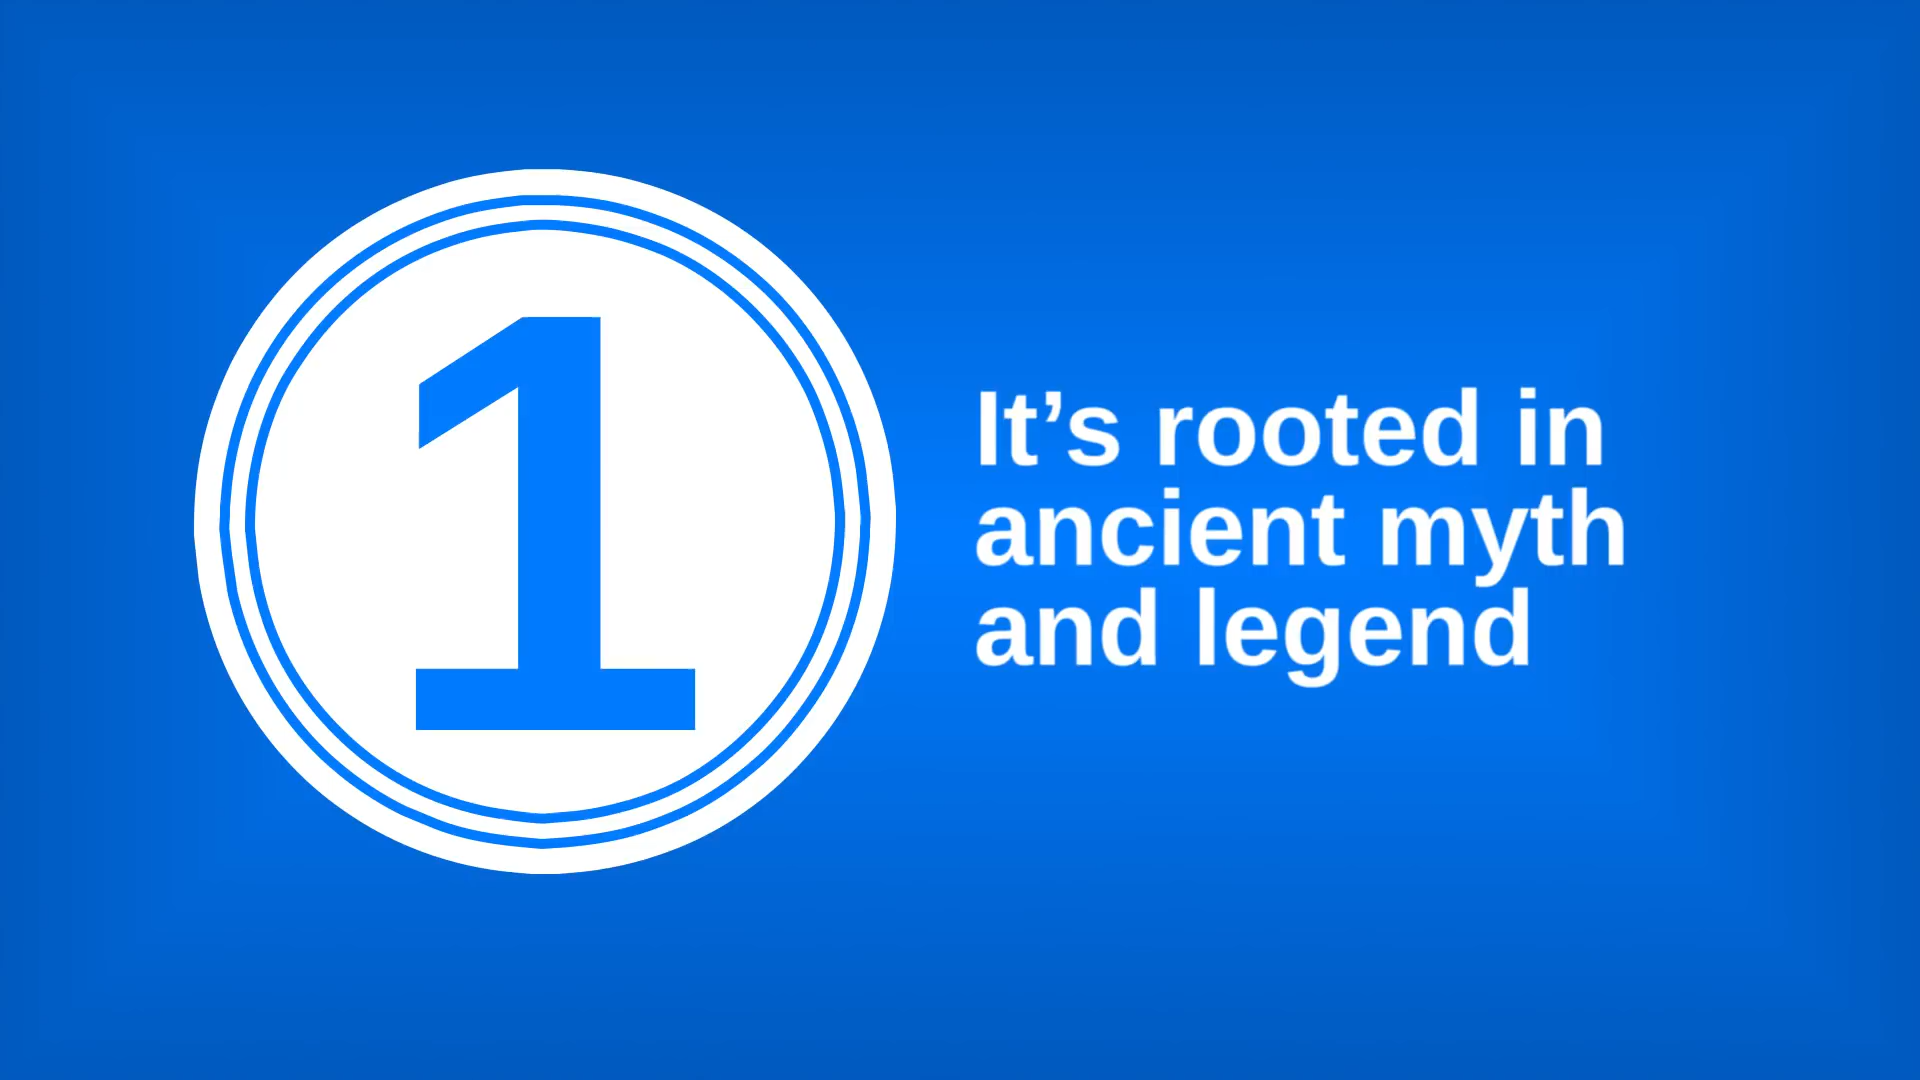 1
It’s rooted in
ancient myth
and legend